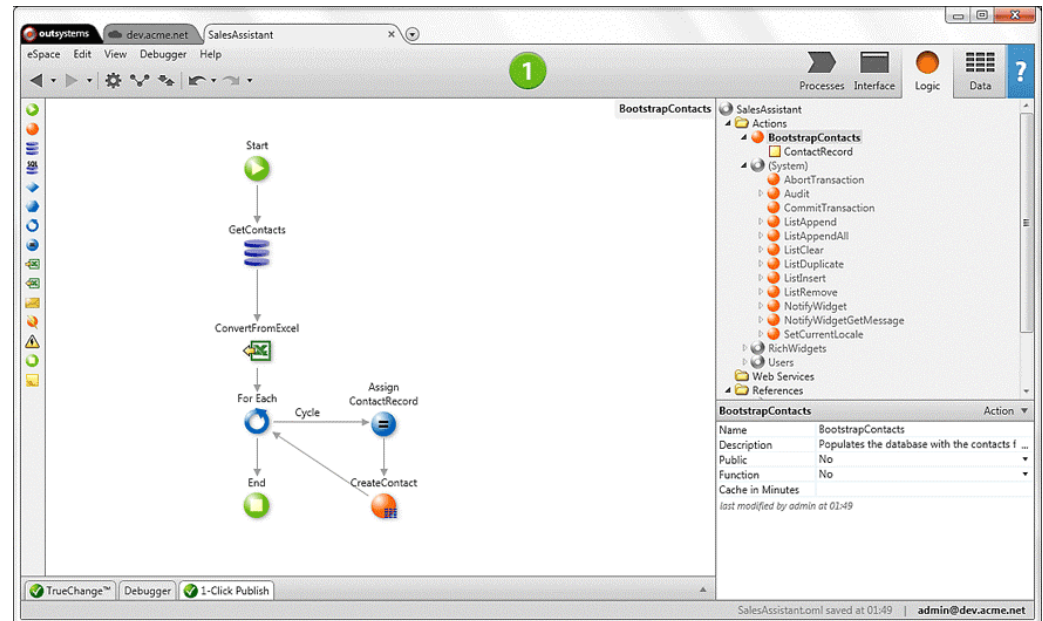 outsystems
dev.acme.net
SalesAssistant
eSpace Edit View Debugger Help
1
Processes Interface Logic Data
?
SQL
BootstrapContacts
Start
GetContacts
ConvertFromExcel
For Each
Cycle
Assign
ContactRecord
End
CreateContact
SalesAssistant
Actions
BootstrapContacts
ContactRecord
(System)
AbortTransaction
Audit
CommitTransaction
ListAppend
ListAppendAll
ListClear
ListDuplicate
ListInsert
ListRemove
NotifyWidget
NotifyWidgetGetMessage
SetCurrentLocale
RichWidgets
Users
Web Services
References
BootstrapContacts Action
Name BootstrapContacts
Description Populates the database with the contacts f ...
Public No
Function No
Cache in Minutes
last modified by admin at 01:49
TrueChange™ Debugger 1-Click Publish
SalesAssistant.oml saved at 01:49 | admin@dev.acme.net